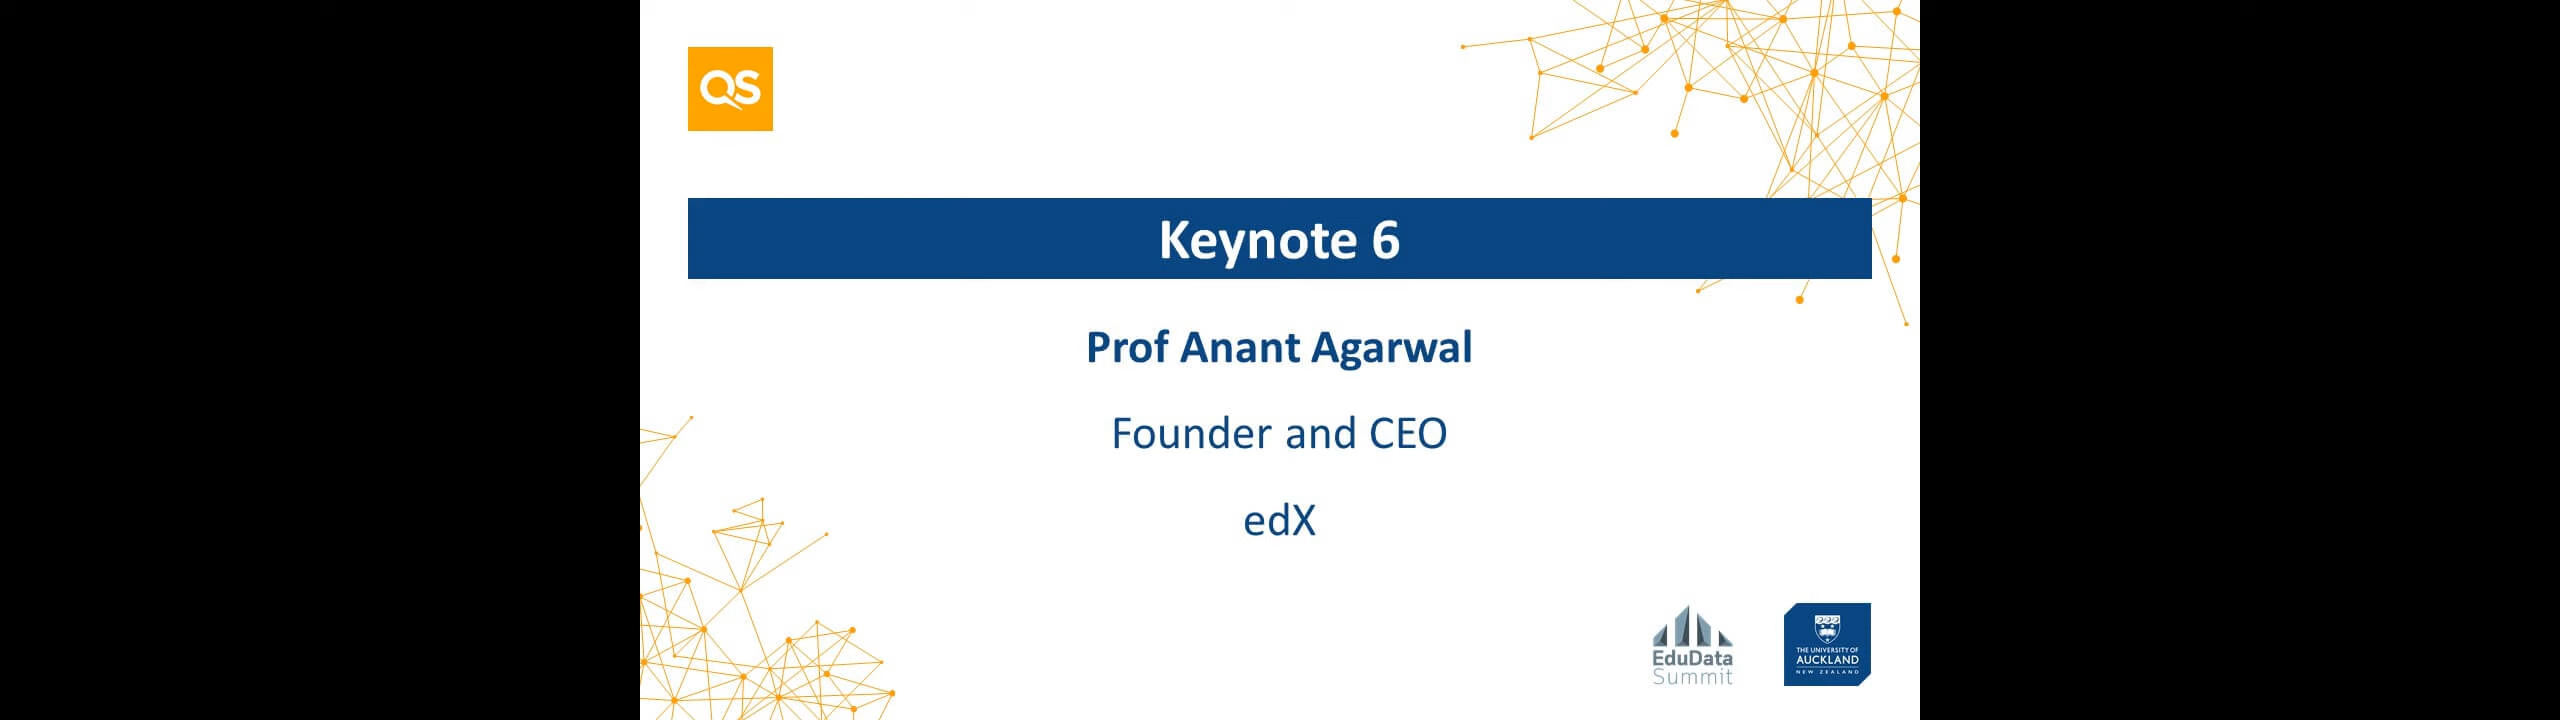 QS
Keynote 6
Prof Anant Agarwal
Founder and CEO
edX
EduData
Summit
THE UNIVERSITY OF
AUCKLAND
NEW ZEALAND